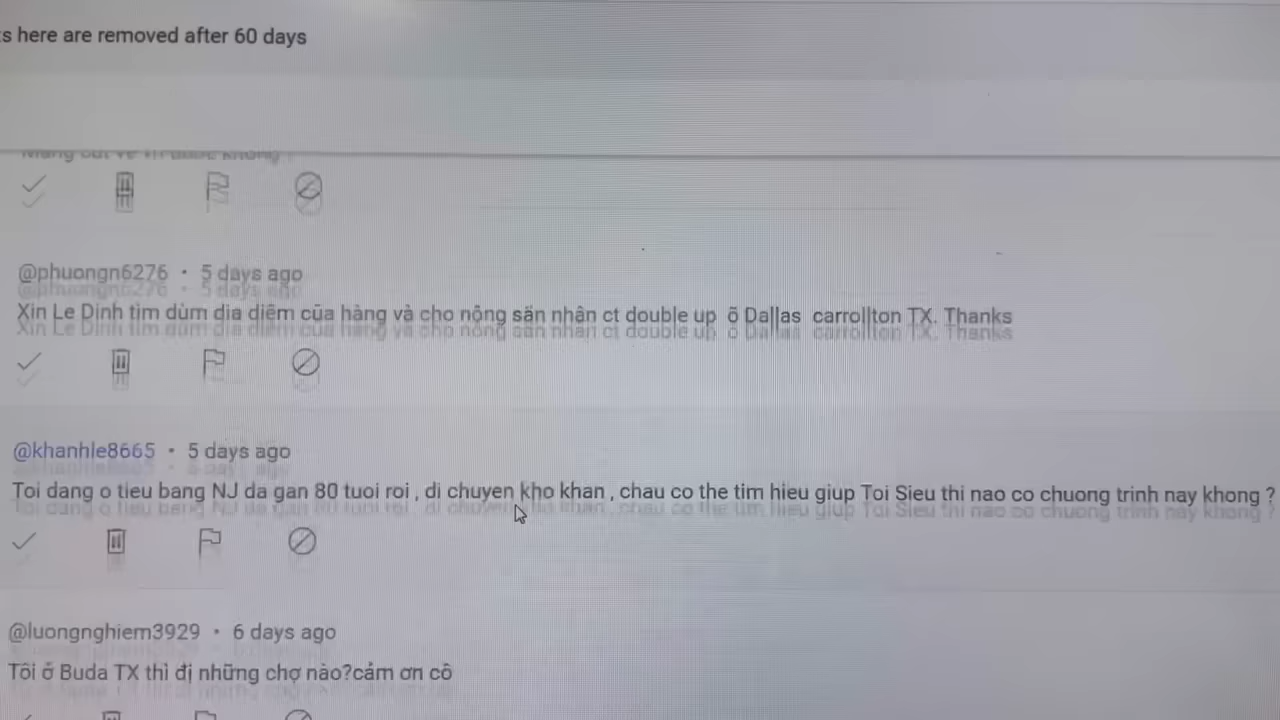 s here are removed after 60 days
@phuongn6276 • 5 days ago
Xin Le Dinh tìm dùm dia diêm cũa hàng và cho nộng sãn nhận ct double up õ Dallas carrollton TX. Thanks
@khanhle8665 • 5 days ago
Toi dang o tieu bang NJ da gan 80 tuoi roi , di chuyen kho khan , chau co the tim hieu giup Toi Sieu thi nao co chuong trinh nay khong ?
@luongnghiem3929 • 6 days ago
Tôi ở Buda TX thì đị những chợ nào?cảm ơn cô